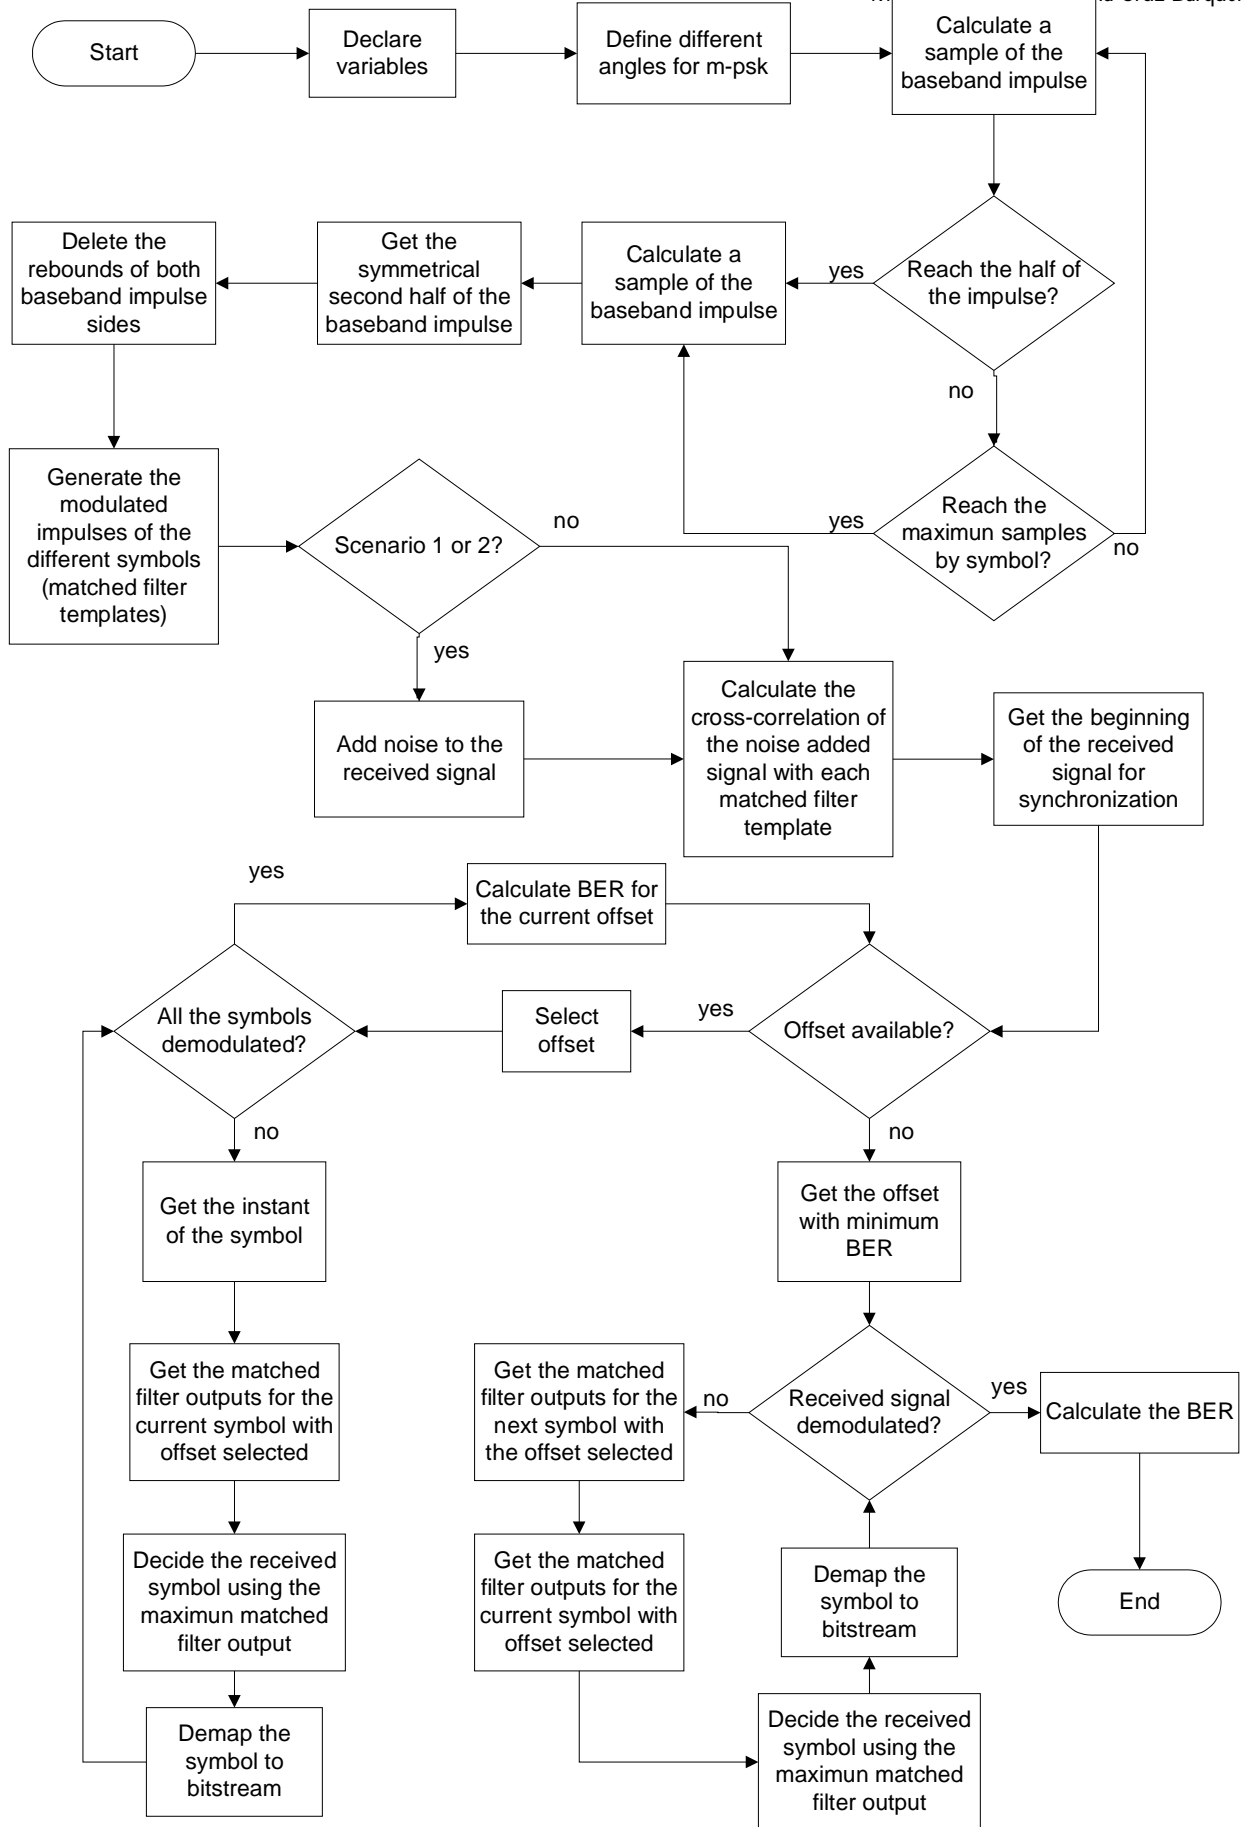 Start
Declare
variables
Define different
angles for m-psk
Calculate a
sample of the
baseband impulse
Delete the
rebounds of both
baseband impulse
sides
Get the
symmetrical
second half of the
baseband impulse
Calculate a
sample of the
baseband impulse
yes
Reach the half of
the impulse?
no
Generate the
modulated
impulses of the
different symbols
(matched filter
templates)
Scenario 1 or 2?
no
yes
Reach the
maximun samples
by symbol?
yes
no
Add noise to the
received signal
Calculate the
cross-correlation of
the noise added
signal with each
matched filter
template
Get the beginning
of the received
signal for
synchronization
yes
Calculate BER for
the current offset
All the symbols
demodulated?
Select
offset
yes
Offset available?
no
no
Get the instant
of the symbol
Get the offset
with minimum
BER
Get the matched
filter outputs for the
current symbol with
offset selected
Get the matched
filter outputs for the
next symbol with
the offset selected
no
Received signal
demodulated?
yes
Calculate the BER
Decide the received
symbol using the
maximun matched
filter output
Get the matched
filter outputs for the
current symbol with
offset selected
Demap the
symbol to
bitstream
End
Demap the
symbol to
bitstream
Decide the received
symbol using the
maximun matched
filter output